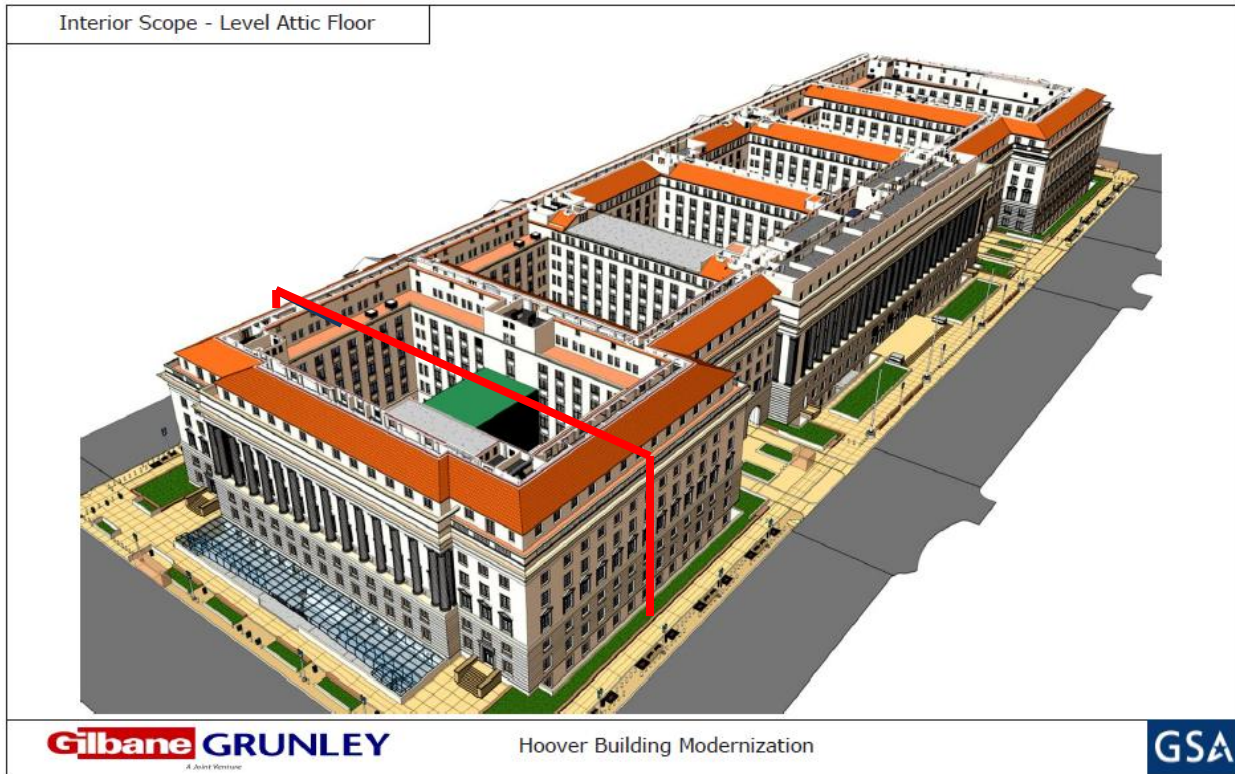 Interior Scope - Level Attic Floor
Gilbane GRUNLEY
A Joint Venture
Hoover Building Modernization
GSA